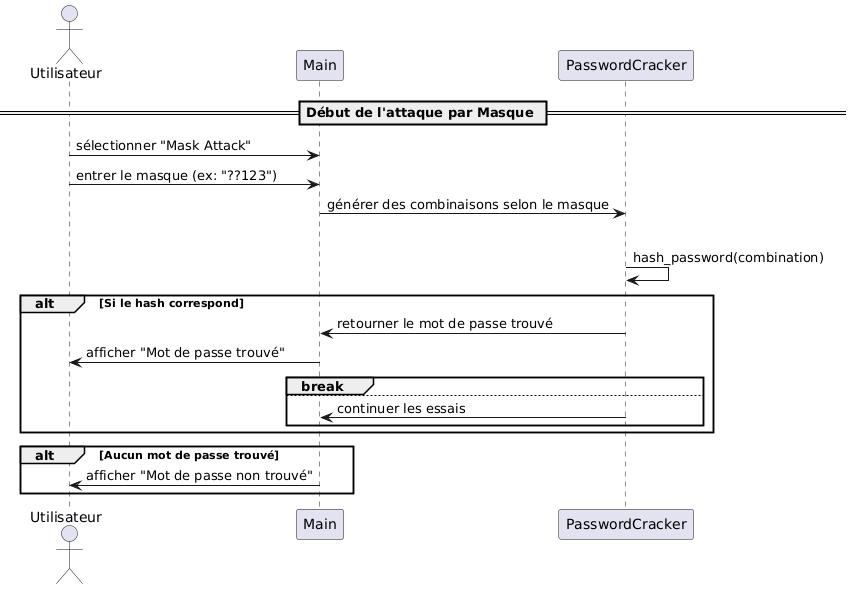 Utilisateur
Main
PasswordCracker
Début de l'attaque par Masque
sélectionner "Mask Attack"
entrer le masque (ex: "??123")
générer des combinaisons selon le masque
hash_password(combination)
alt [Si le hash correspond]
retourner le mot de passe trouvé
afficher "Mot de passe trouvé"
break
continuer les essais
alt [Aucun mot de passe trouvé]
afficher "Mot de passe non trouvé"
Utilisateur
Main
PasswordCracker